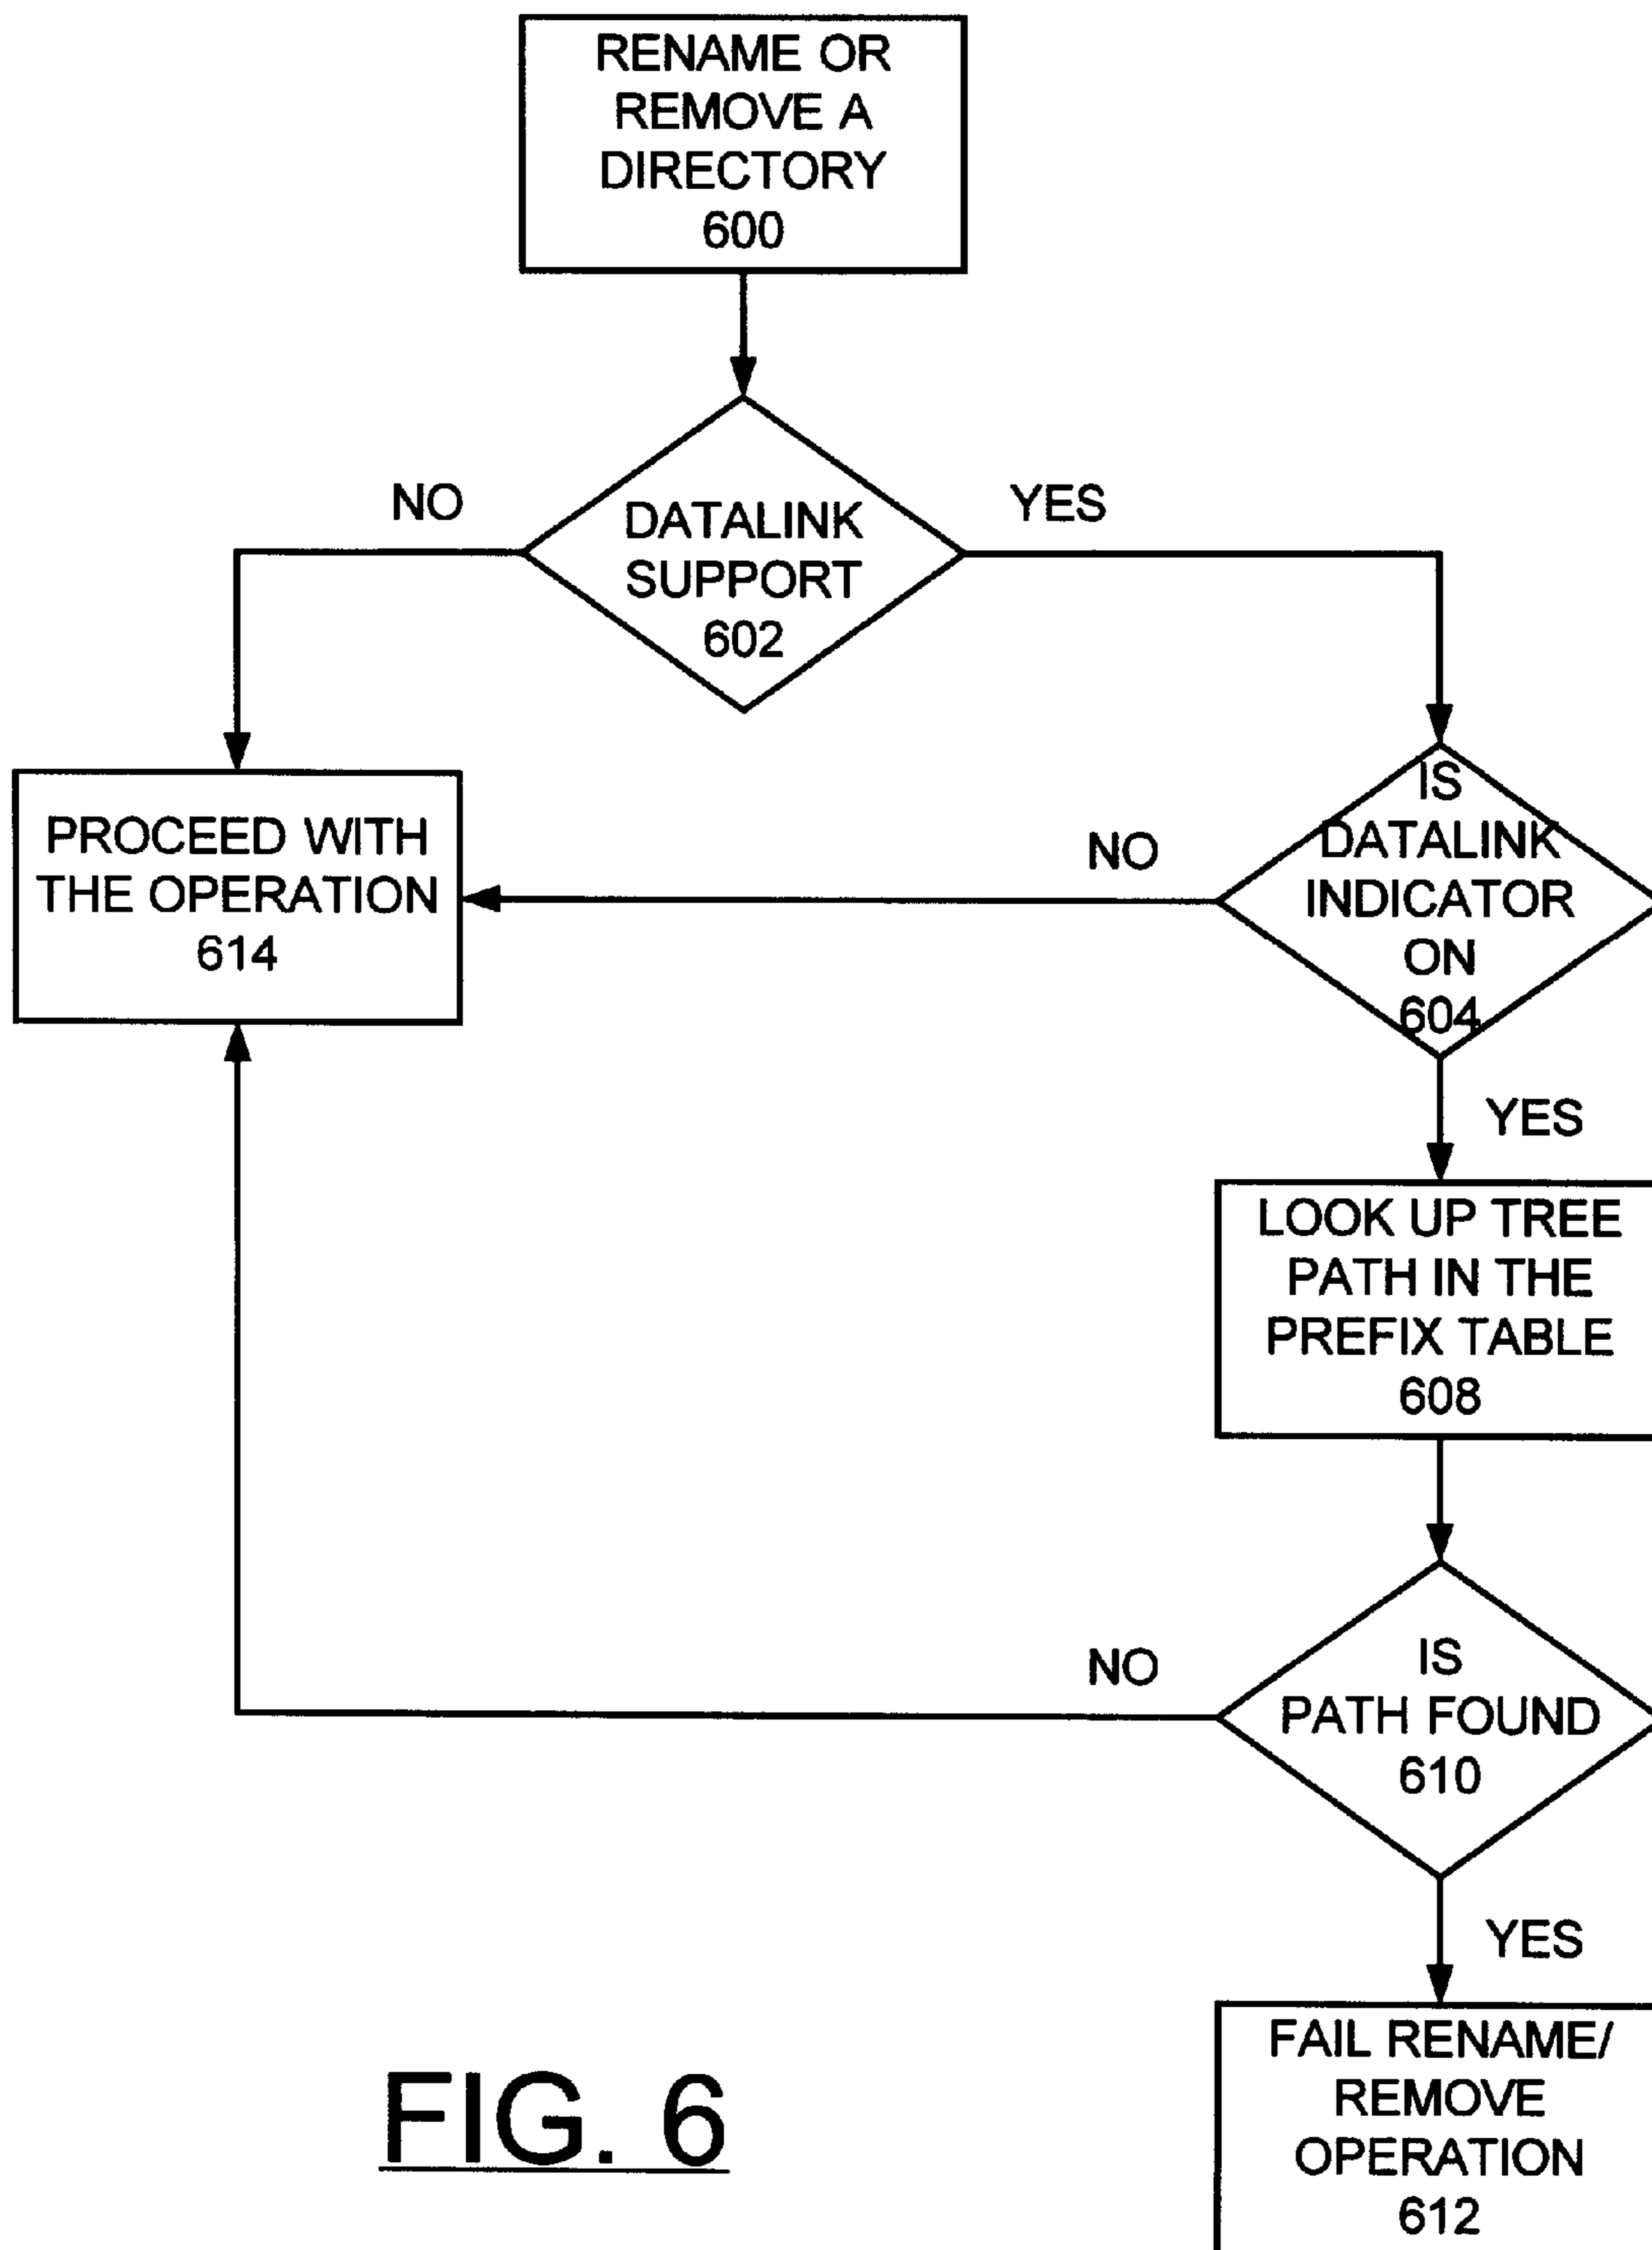 RENAME OR
REMOVE A
DIRECTORY
600
NO
YES
DATALINK
SUPPORT
602
PROCEED WITH
THE OPERATION
614
NO
IS
DATALINK
INDICATOR
ON
604
YES
LOOK UP TREE
PATH IN THE
PREFIX TABLE
608
NO
IS
PATH FOUND
610
YES
FAIL RENAME/
REMOVE
OPERATION
612
FIG. 6